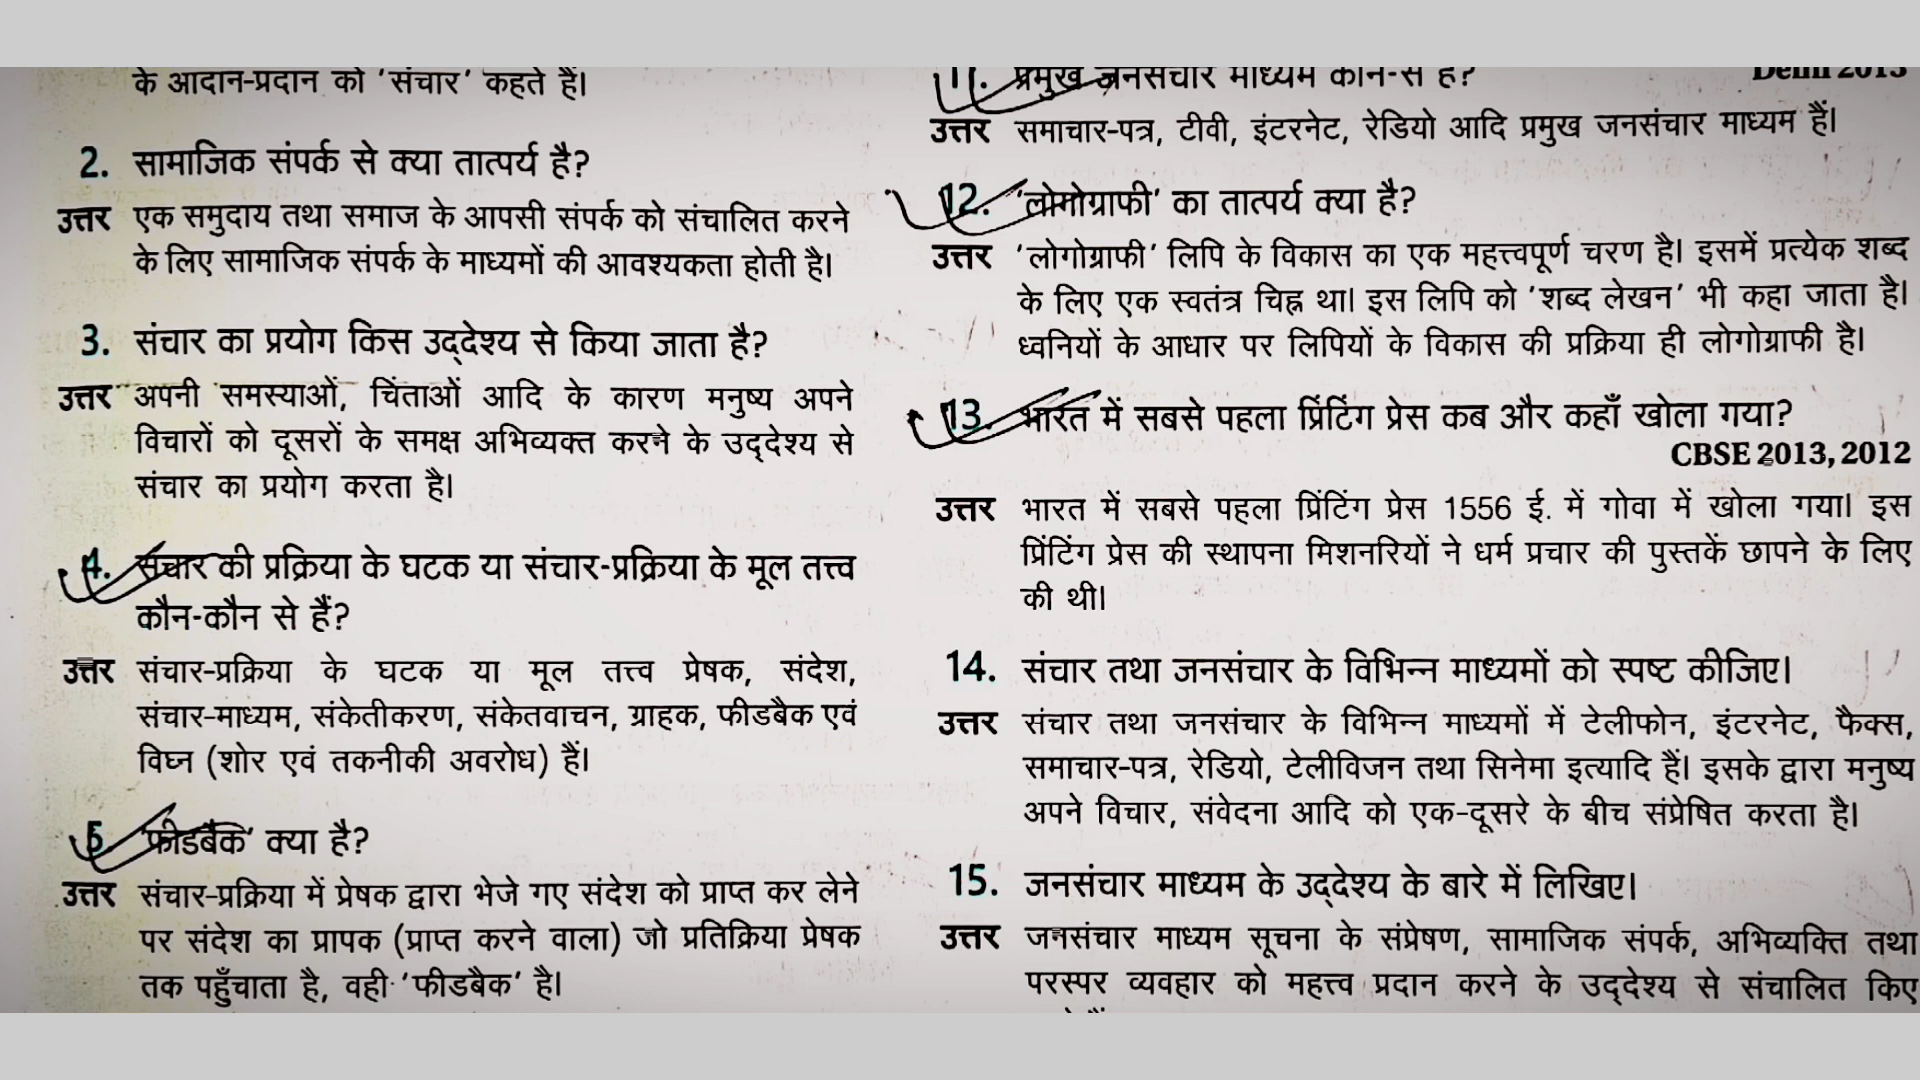 के आदान-प्रदान को 'संचार' कहते हैं।
2. सामाजिक संपर्क से क्या तात्पर्य है?
उत्तर एक समुदाय तथा समाज के आपसी संपर्क को संचालित करने
के लिए सामाजिक संपर्क के माध्यमों की आवश्यकता होती है।
3. संचार का प्रयोग किस उद्देश्य से किया जाता है?
उत्तर अपनी समस्याओं, चिंताओं आदि के कारण मनुष्य अपने
विचारों को दूसरों के समक्ष अभिव्यक्त करने के उद्देश्य से
संचार का प्रयोग करता है।
4. संचार की प्रक्रिया के घटक या संचार-प्रक्रिया के मूल तत्त्व
कौन-कौन से हैं?
उत्तर संचार-प्रक्रिया के घटक या मूल तत्त्व प्रेषक, संदेश,
संचार-माध्यम, संकेतीकरण, संकेतवाचन, ग्राहक, फीडबैक एवं
विघ्न (शोर एवं तकनीकी अवरोध) हैं।
5 'फीडबैक' क्या है?
उत्तर संचार-प्रक्रिया में प्रेषक द्वारा भेजे गए संदेश को प्राप्त कर लेने
पर संदेश का प्रापक (प्राप्त करने वाला) जो प्रतिक्रिया प्रेषक
तक पहुँचाता है, वही 'फीडबैक' है।
11. प्रमुख जनसंचार माध्यम कौन-से हैं? Delhi 2013
उत्तर समाचार-पत्र, टीवी, इंटरनेट, रेडियो आदि प्रमुख जनसंचार माध्यम हैं।
12. 'लोगोग्राफी' का तात्पर्य क्या है?
उत्तर 'लोगोग्राफी' लिपि के विकास का एक महत्त्वपूर्ण चरण है। इसमें प्रत्येक शब्द
के लिए एक स्वतंत्र चिह्न था। इस लिपि को 'शब्द लेखन' भी कहा जाता है।
ध्वनियों के आधार पर लिपियों के विकास की प्रक्रिया ही लोगोग्राफी है।
13. भारत में सबसे पहला प्रिंटिंग प्रेस कब और कहाँ खोला गया?
CBSE 2013, 2012
उत्तर भारत में सबसे पहला प्रिंटिंग प्रेस 1556 ई. में गोवा में खोला गया। इस
प्रिंटिंग प्रेस की स्थापना मिशनरियों ने धर्म प्रचार की पुस्तकें छापने के लिए
की थी।
14. संचार तथा जनसंचार के विभिन्न माध्यमों को स्पष्ट कीजिए।
उत्तर संचार तथा जनसंचार के विभिन्न माध्यमों में टेलीफोन, इंटरनेट, फैक्स,
समाचार-पत्र, रेडियो, टेलीविजन तथा सिनेमा इत्यादि हैं। इसके द्वारा मनुष्य
अपने विचार, संवेदना आदि को एक-दूसरे के बीच संप्रेषित करता है।
15. जनसंचार माध्यम के उद्देश्य के बारे में लिखिए।
उत्तर जनसंचार माध्यम सूचना के संप्रेषण, सामाजिक संपर्क, अभिव्यक्ति तथा
परस्पर व्यवहार को महत्त्व प्रदान करने के उद्देश्य से संचालित किए